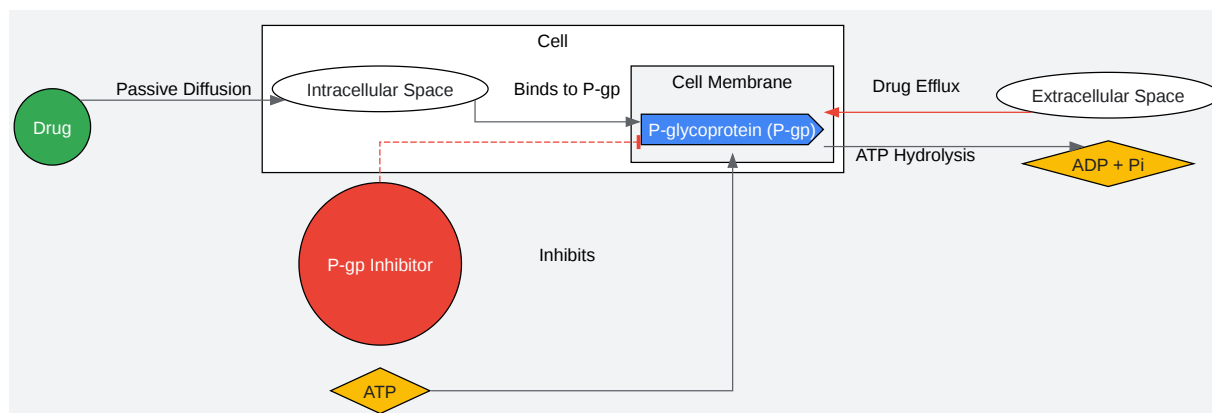 Cell
Cell Membrane
Drug
Passive Diffusion
Intracellular Space
Binds to P-gp
P-glycoprotein (P-gp)
Drug Efflux
Extracellular Space
ATP Hydrolysis
ADP + Pi
P-gp Inhibitor
Inhibits
ATP